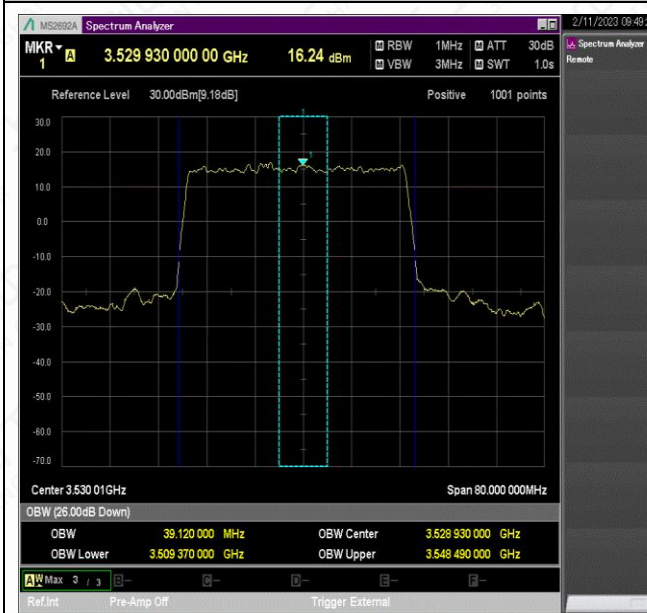 MS2692A Spectrum Analyzer
2/11/2023 09:49:2
MKR 1 A 3.529 930 000 00 GHz 16.24 dBm
RBW 1MHz ATT 30dB
VBW 3MHz SWT 1.0s
Spectrum Analyzer
Remote
Reference Level 30.00dBm[9.18dB] Positive 1001 points
1
30.0
20.0
1
10.0
0.0
-10.0
-20.0
-30.0
-40.0
-50.0
-60.0
-70.0
Center 3.530 01GHz Span 80.000 000MHz
OBW (26.00dB Down)
OBW 39.120 000 MHz OBW Center 3.528 930 000 GHz
OBW Lower 3.509 370 000 GHz OBW Upper 3.548 490 000 GHz
A W Max 3 / 3 B- C- D- E- F-
Ref.Int Pre-Amp Off Trigger External